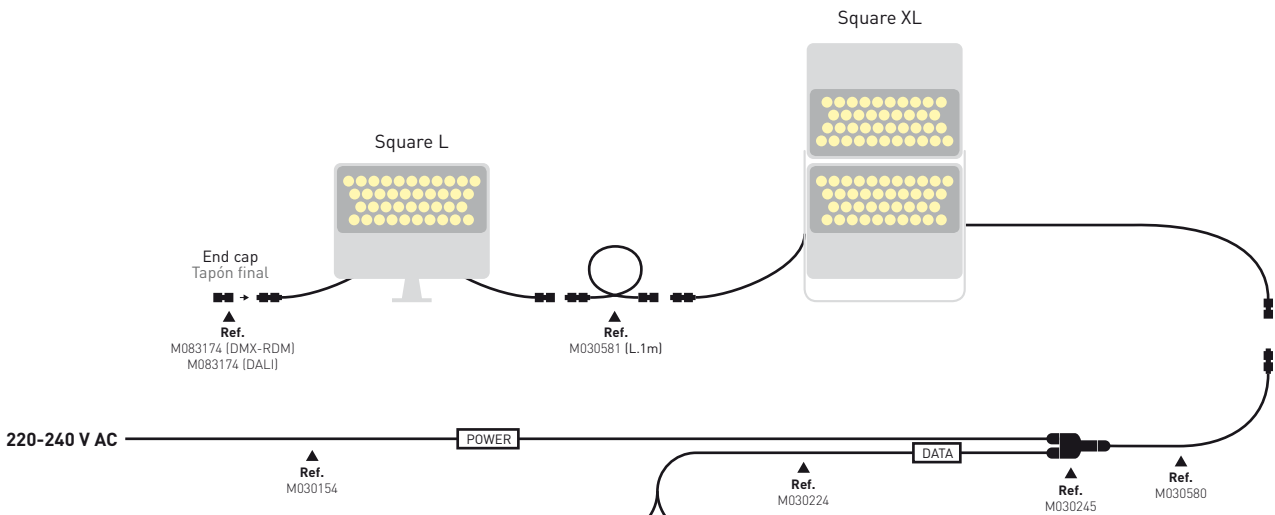 Square XL
Square L
End cap
Tapón final
Ref.
M083174 (DMX-RDM)
M083174 (DALI)
Ref.
M030581 (L.1m)
220-240 V AC
POWER
DATA
Ref.
M030154
Ref.
M030224
Ref.
M030245
Ref.
M030580